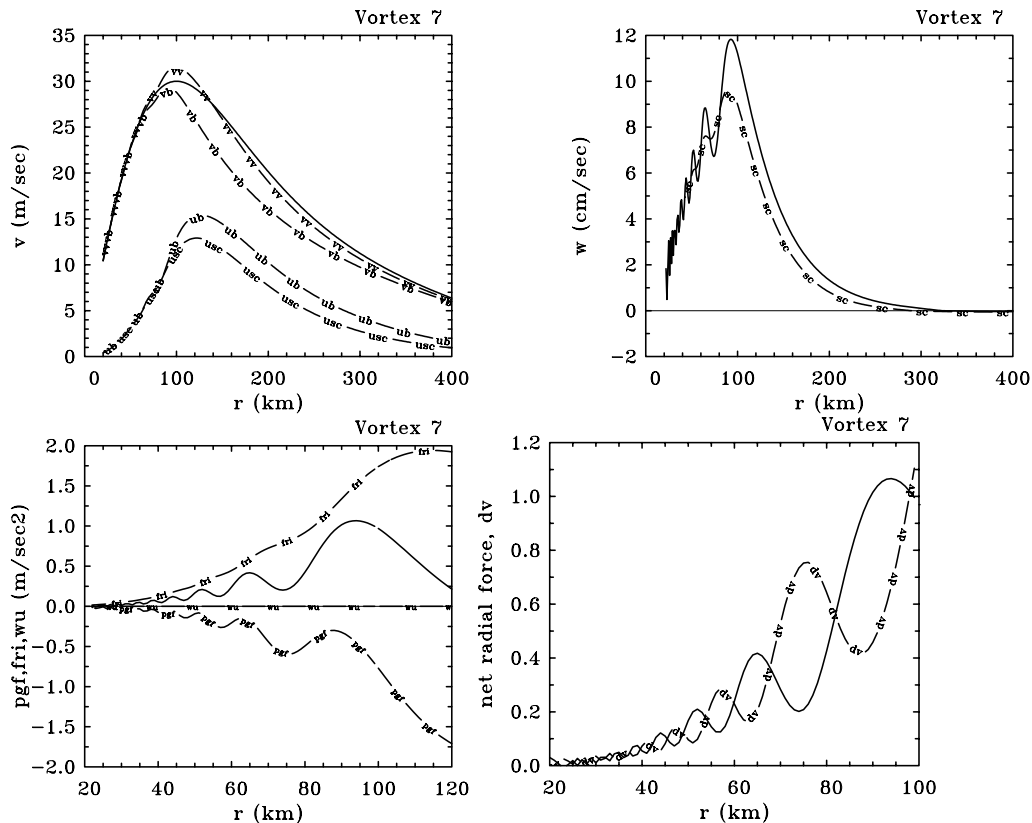 Vortex 7
35
30
25
20
15
10
5
0
v (m/sec)
vv
vb
ub
usc
0 100 200 300 400
r (km)
Vortex 7
12
10
8
6
4
2
0
−2
w (cm/sec)
sc
0 100 200 300 400
r (km)
Vortex 7
2.0
1.5
1.0
0.5
0.0
−0.5
−1.0
−1.5
−2.0
pgf,fri,wu (m/sec2)
fri
wu
pgf
20 40 60 80 100 120
r (km)
Vortex 7
1.2
1.0
0.8
0.6
0.4
0.2
0.0
net radial force, dv
dv
20 40 60 80 100
r (km)